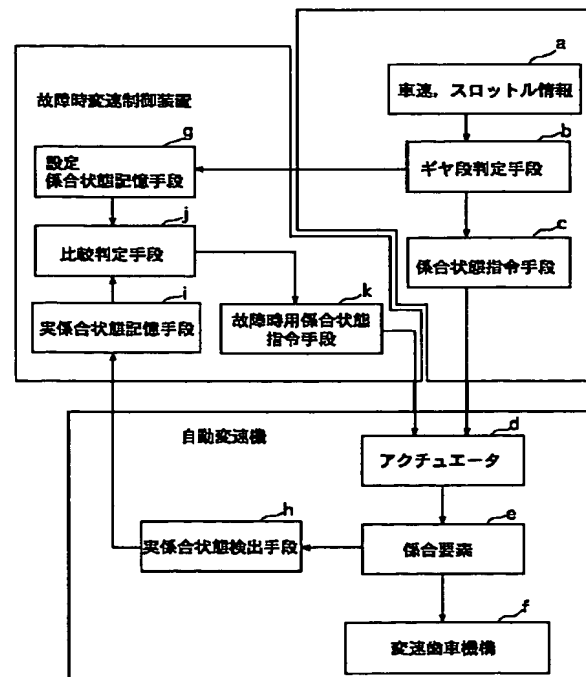 a
車速，スロットル情報
故障時変速制御装置
b
ギヤ段判定手段
g
設定
係合状態記憶手段
c
係合状態指令手段
j
比較判定手段
i
実係合状態記憶手段
k
故障時用係合状態
指令手段
自動変速機
d
アクチュエータ
h
実係合状態検出手段
e
係合要素
f
変速歯車機構